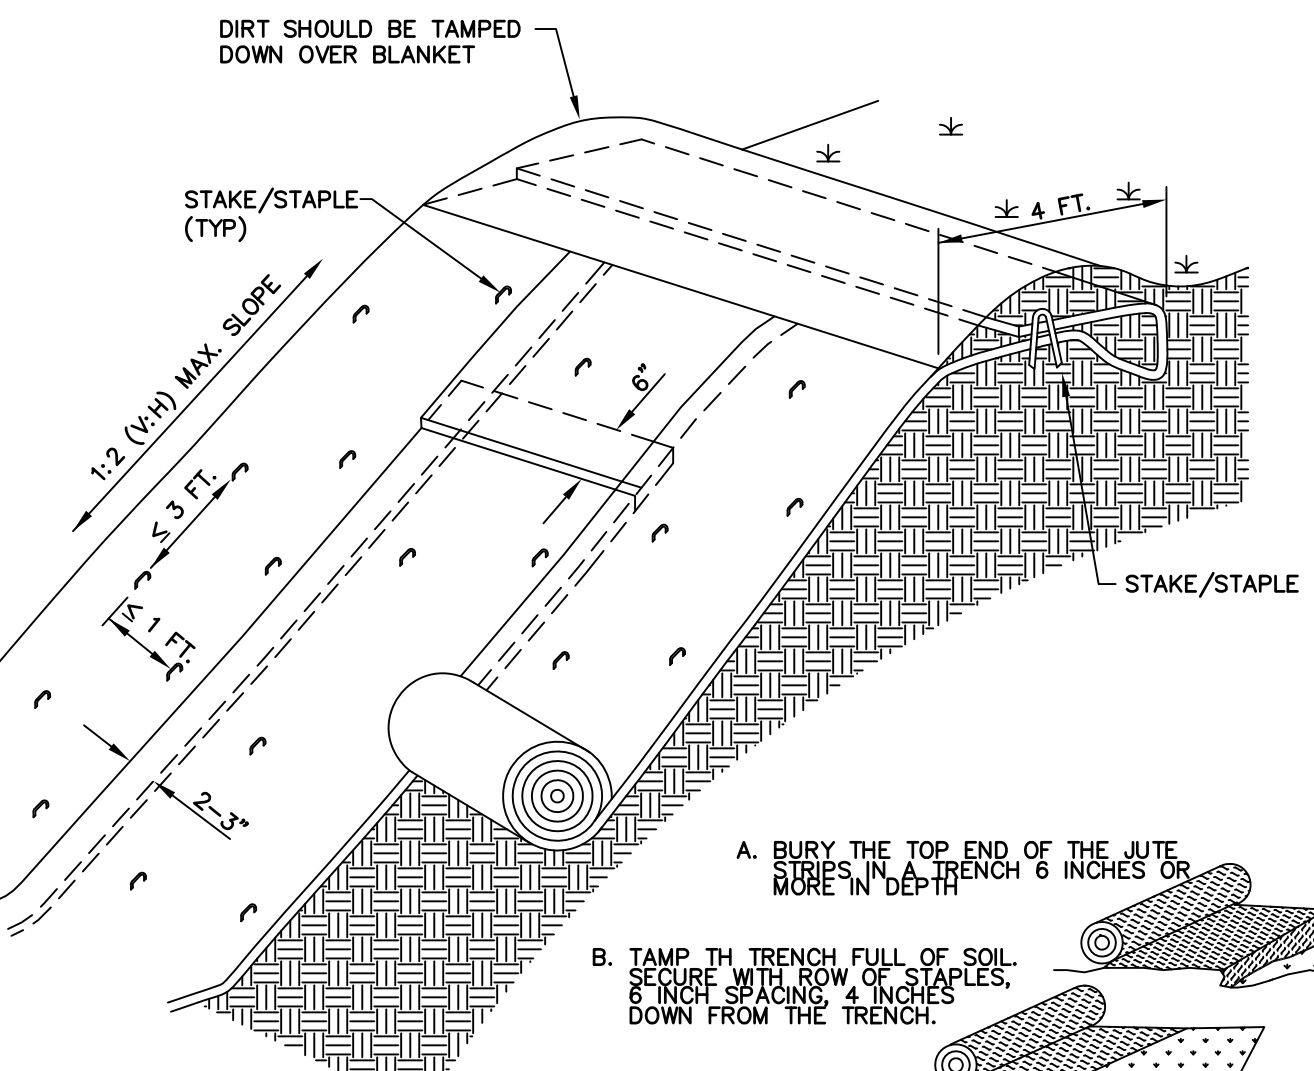 DIRT SHOULD BE TAMPED
DOWN OVER BLANKET
STAKE/STAPLE
(TYP)
4 FT.
1:2 (V:H) MAX. SLOPE
6"
≤ 3 FT.
STAKE/STAPLE
≥ 1 FT.
2-3"
A. BURY THE TOP END OF THE JUTE
STRIPS IN A TRENCH 6 INCHES OR
MORE IN DEPTH
B. TAMP TH TRENCH FULL OF SOIL.
SECURE WITH ROW OF STAPLES,
6 INCH SPACING, 4 INCHES
DOWN FROM THE TRENCH.